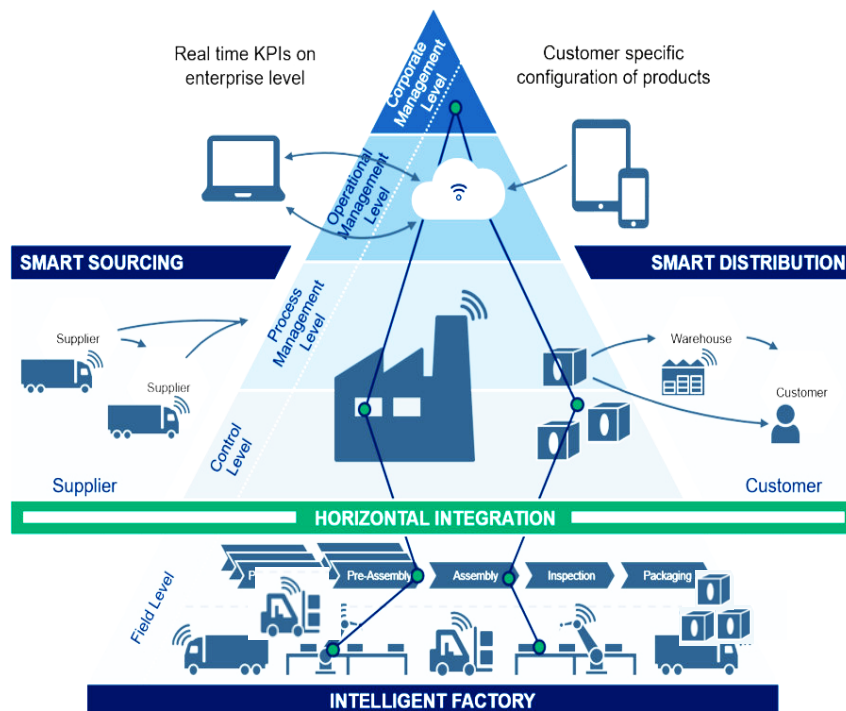 Real time KPIs on
enterprise level
Customer specific
configuration of products
Corporate
Management
Level
Operational
Management
Level
SMART SOURCING
SMART DISTRIBUTION
Process
Management
Level
Supplier
Supplier
Warehouse
Customer
Control
Level
Supplier
Customer
HORIZONTAL INTEGRATION
Field Level
Pre-Assembly
Assembly
Inspection
Packaging
INTELLIGENT FACTORY